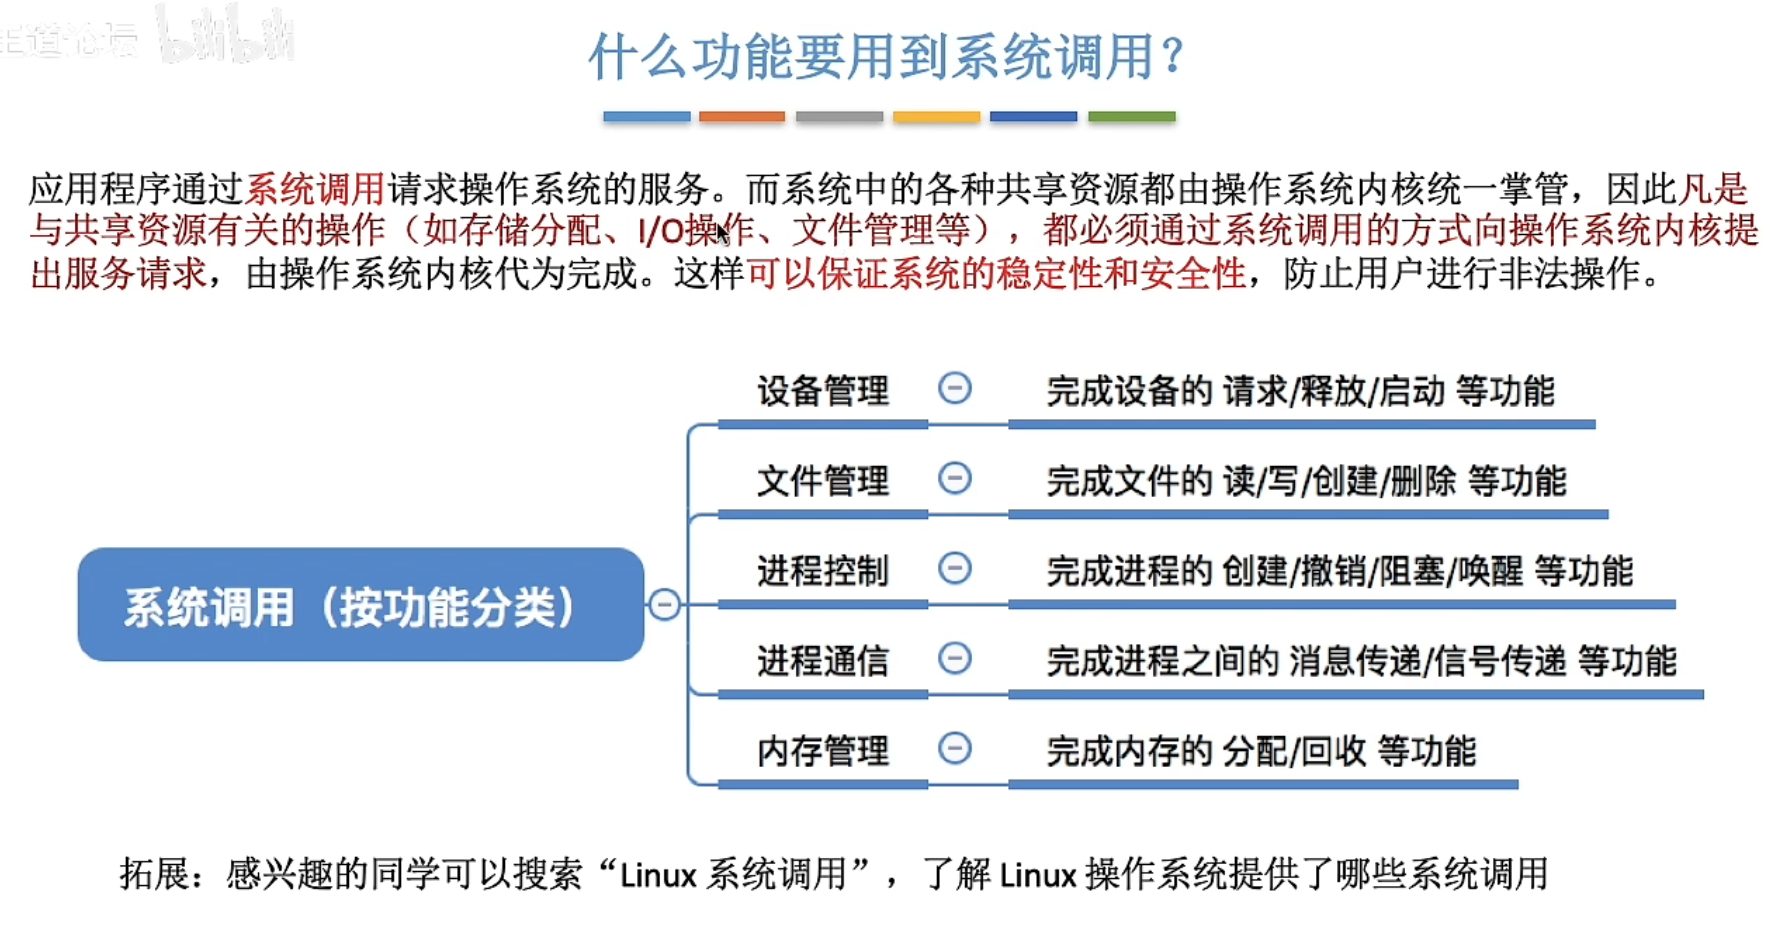 王道论坛 bilibili
什么功能要用到系统调用？
应用程序通过系统调用请求操作系统的服务。而系统中的各种共享资源都由操作系统内核统一掌管，因此凡是
与共享资源有关的操作（如存储分配、I/O操作、文件管理等），都必须通过系统调用的方式向操作系统内核提
出服务请求，由操作系统内核代为完成。这样可以保证系统的稳定性和安全性，防止用户进行非法操作。
设备管理 完成设备的 请求/释放/启动 等功能
文件管理 完成文件的 读/写/创建/删除 等功能
系统调用（按功能分类）
进程控制 完成进程的 创建/撤销/阻塞/唤醒 等功能
进程通信 完成进程之间的 消息传递/信号传递 等功能
内存管理 完成内存的 分配/回收 等功能
拓展：感兴趣的同学可以搜索“Linux 系统调用”，了解 Linux 操作系统提供了哪些系统调用